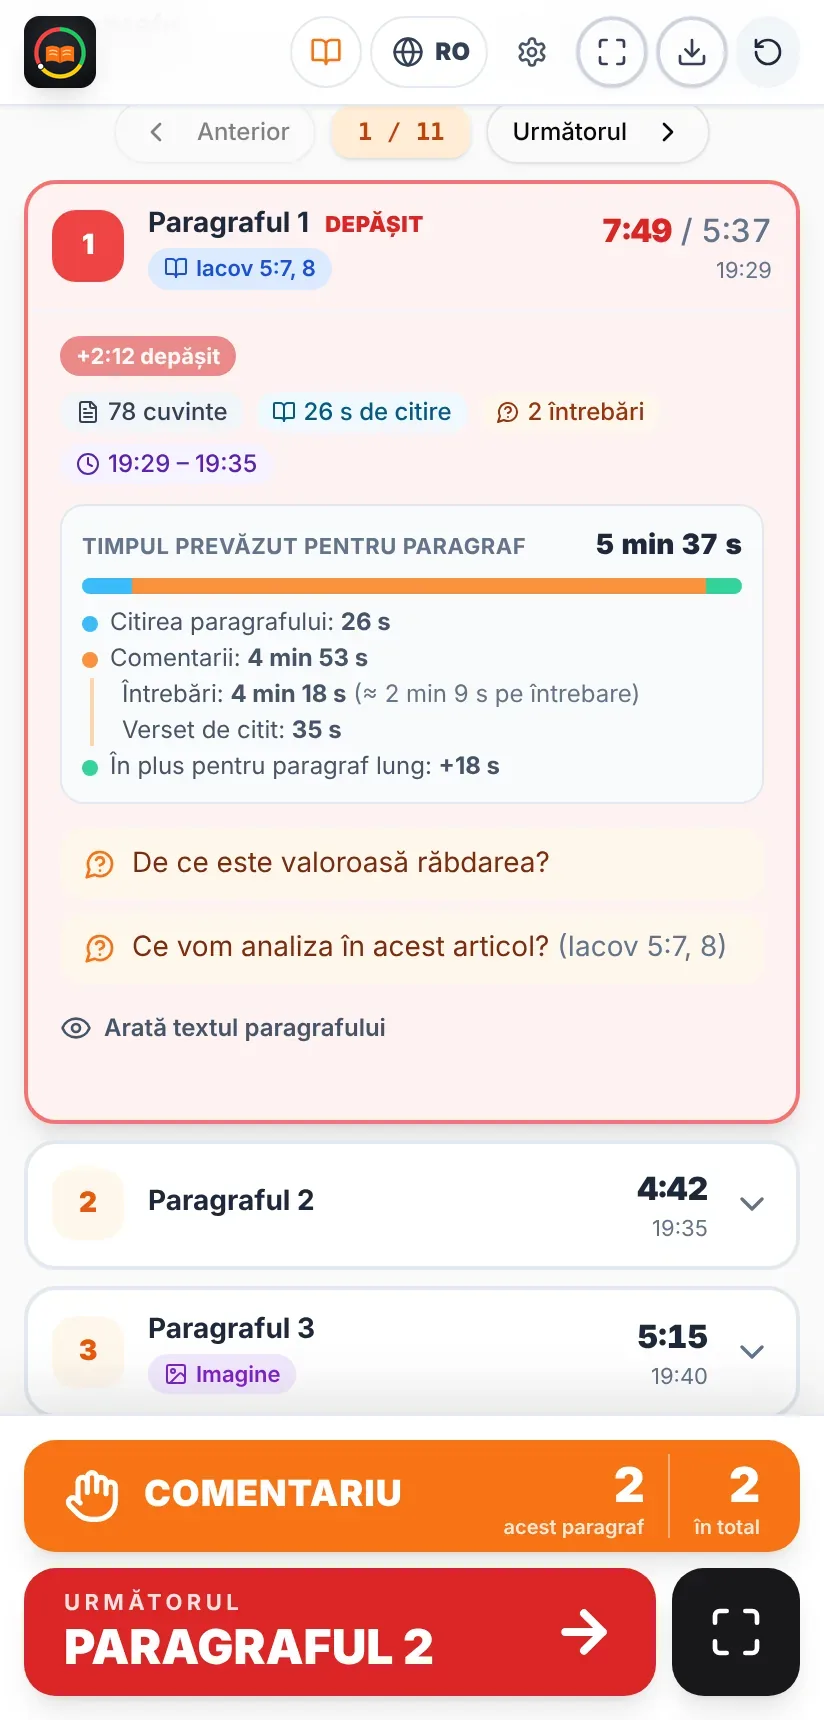 RO
Anterior
1 / 11
Următorul
1
Paragraful 1 DEPĂȘIT
7:49 / 5:37
Iacov 5:7, 8
19:29
+2:12 depășit
78 cuvinte
26 s de citire
2 întrebări
19:29 – 19:35
TIMPUL PREVĂZUT PENTRU PARAGRAF
5 min 37 s
Citirea paragrafului: 26 s
Comentarii: 4 min 53 s
Întrebări: 4 min 18 s (≈ 2 min 9 s pe întrebare)
Verset de citit: 35 s
În plus pentru paragraf lung: +18 s
De ce este valoroasă răbdarea?
Ce vom analiza în acest articol? (Iacov 5:7, 8)
Arată textul paragrafului
2
Paragraful 2
4:42
19:35
3
Paragraful 3
5:15
Imagine
19:40
COMENTARIU
2
acest paragraf
2
în total
URMĂTORUL
PARAGRAFUL 2